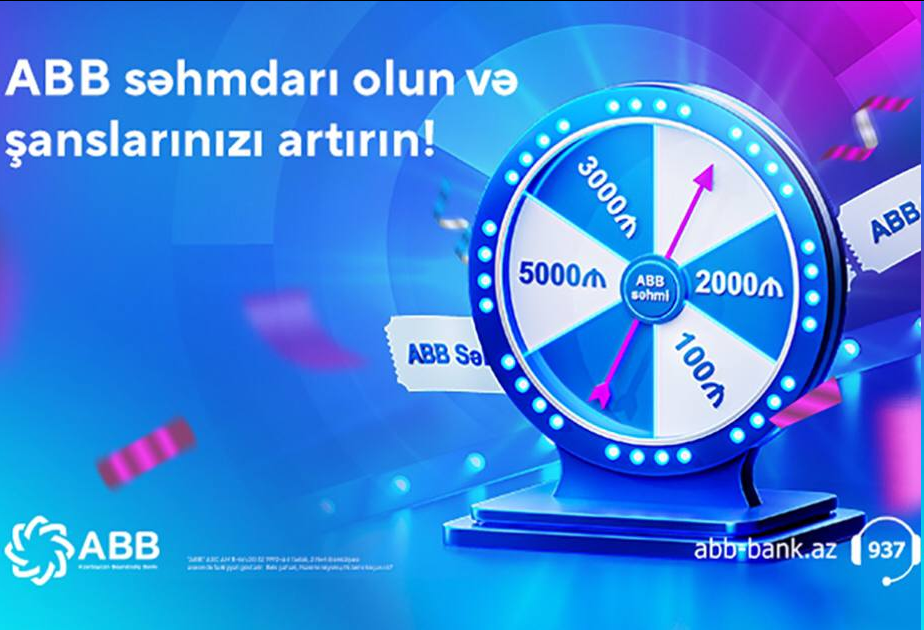 ABB səhmdarı olun və
şanslarınızı artırın!
3000₼
5000₼
ABB
səhmi
2000₼
100₼
ABB
ABB Sə
ABB
abb-bank.az
937